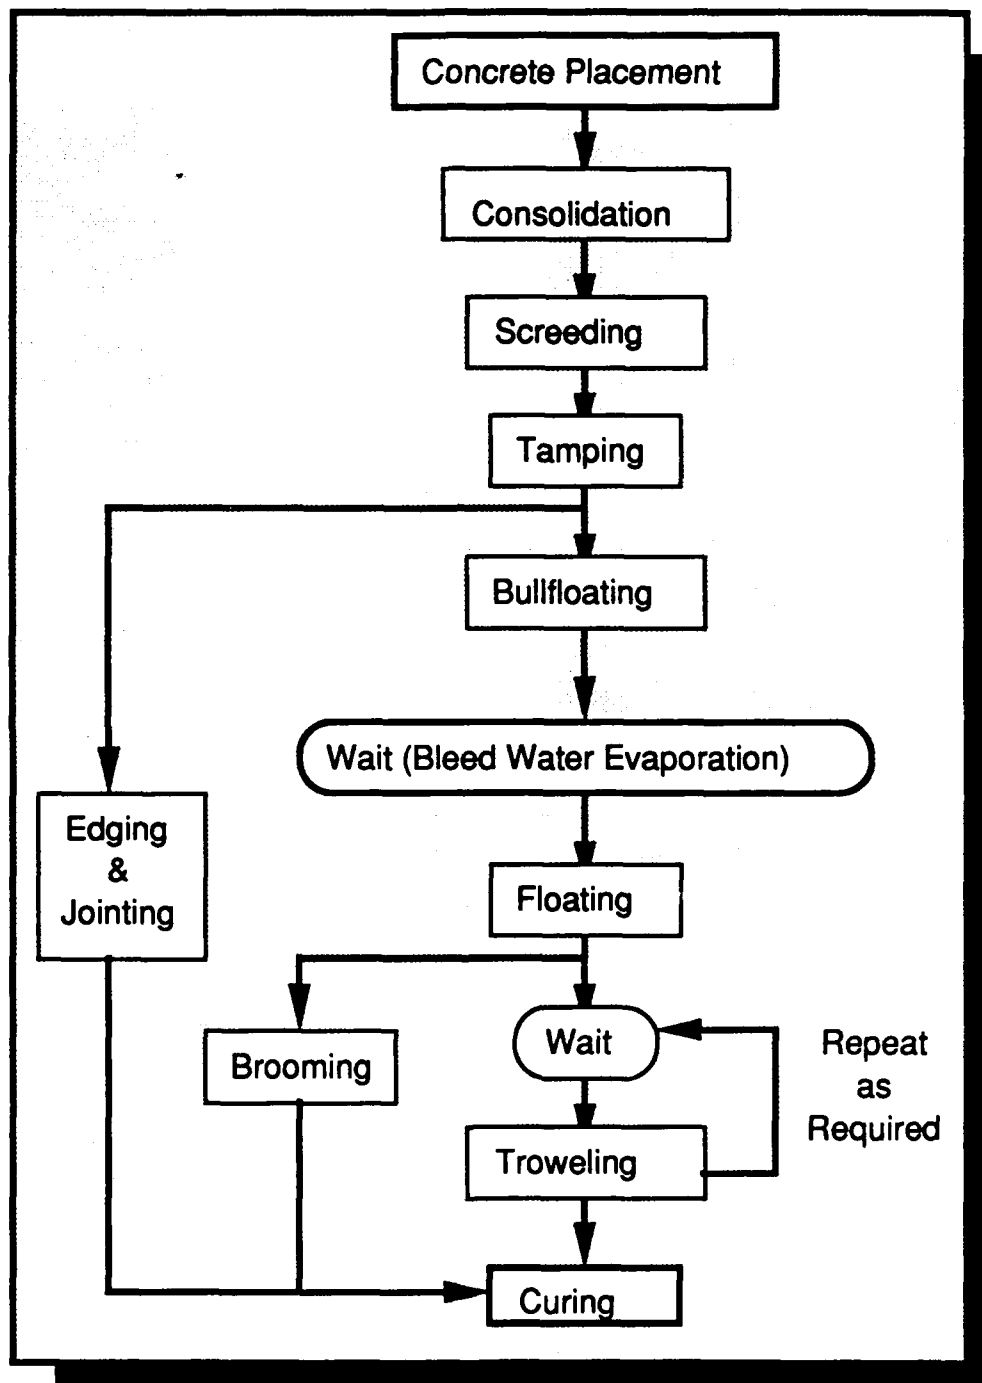 Concrete Placement
Consolidation
Screeding
Tamping
Bullfloating
Wait (Bleed Water Evaporation)
Edging
&
Jointing
Floating
Brooming
Wait
Repeat
as
Required
Troweling
Curing